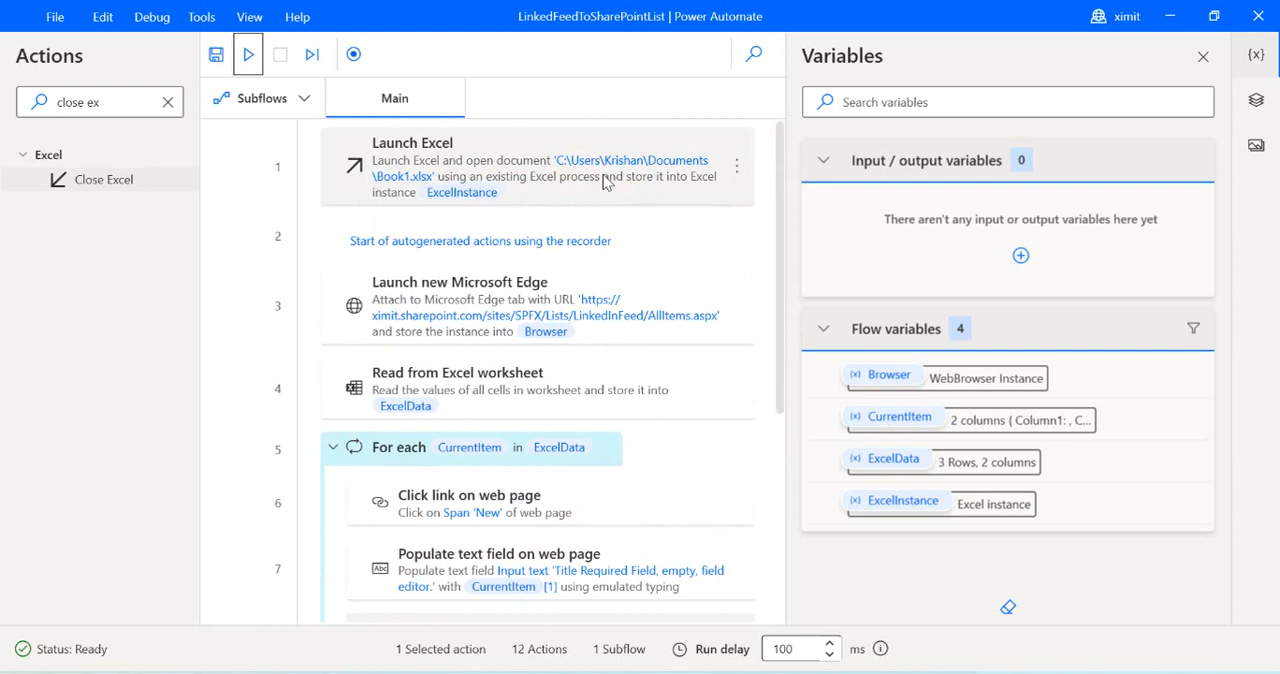 File Edit Debug Tools View Help LinkedFeedToSharePointList | Power Automate ximit
Actions
close ex
Excel
Close Excel
Subflows Main
1
Launch Excel
Launch Excel and open document 'C:\Users\Krishan\Documents
\Book1.xlsx' using an existing Excel process and store it into Excel
instance ExcelInstance
2
Start of autogenerated actions using the recorder
3
Launch new Microsoft Edge
Attach to Microsoft Edge tab with URL 'https://
ximit.sharepoint.com/sites/SPFX/Lists/LinkedInFeed/AllItems.aspx'
and store the instance into Browser
4
Read from Excel worksheet
Read the values of all cells in worksheet and store it into
ExcelData
5
For each CurrentItem in ExcelData
6
Click link on web page
Click on Span 'New' of web page
7
Populate text field on web page
Populate text field Input text 'Title Required Field, empty, field
editor.' with CurrentItem [1] using emulated typing
Abc
Variables
{x}
Search variables
Input / output variables 0
There aren't any input or output variables here yet
Flow variables 4
(x) Browser WebBrowser Instance
(x) CurrentItem 2 columns { Column1: , C...
(x) ExcelData 3 Rows, 2 columns
(x) ExcelInstance Excel instance
Status: Ready 1 Selected action 12 Actions 1 Subflow Run delay 100 ms